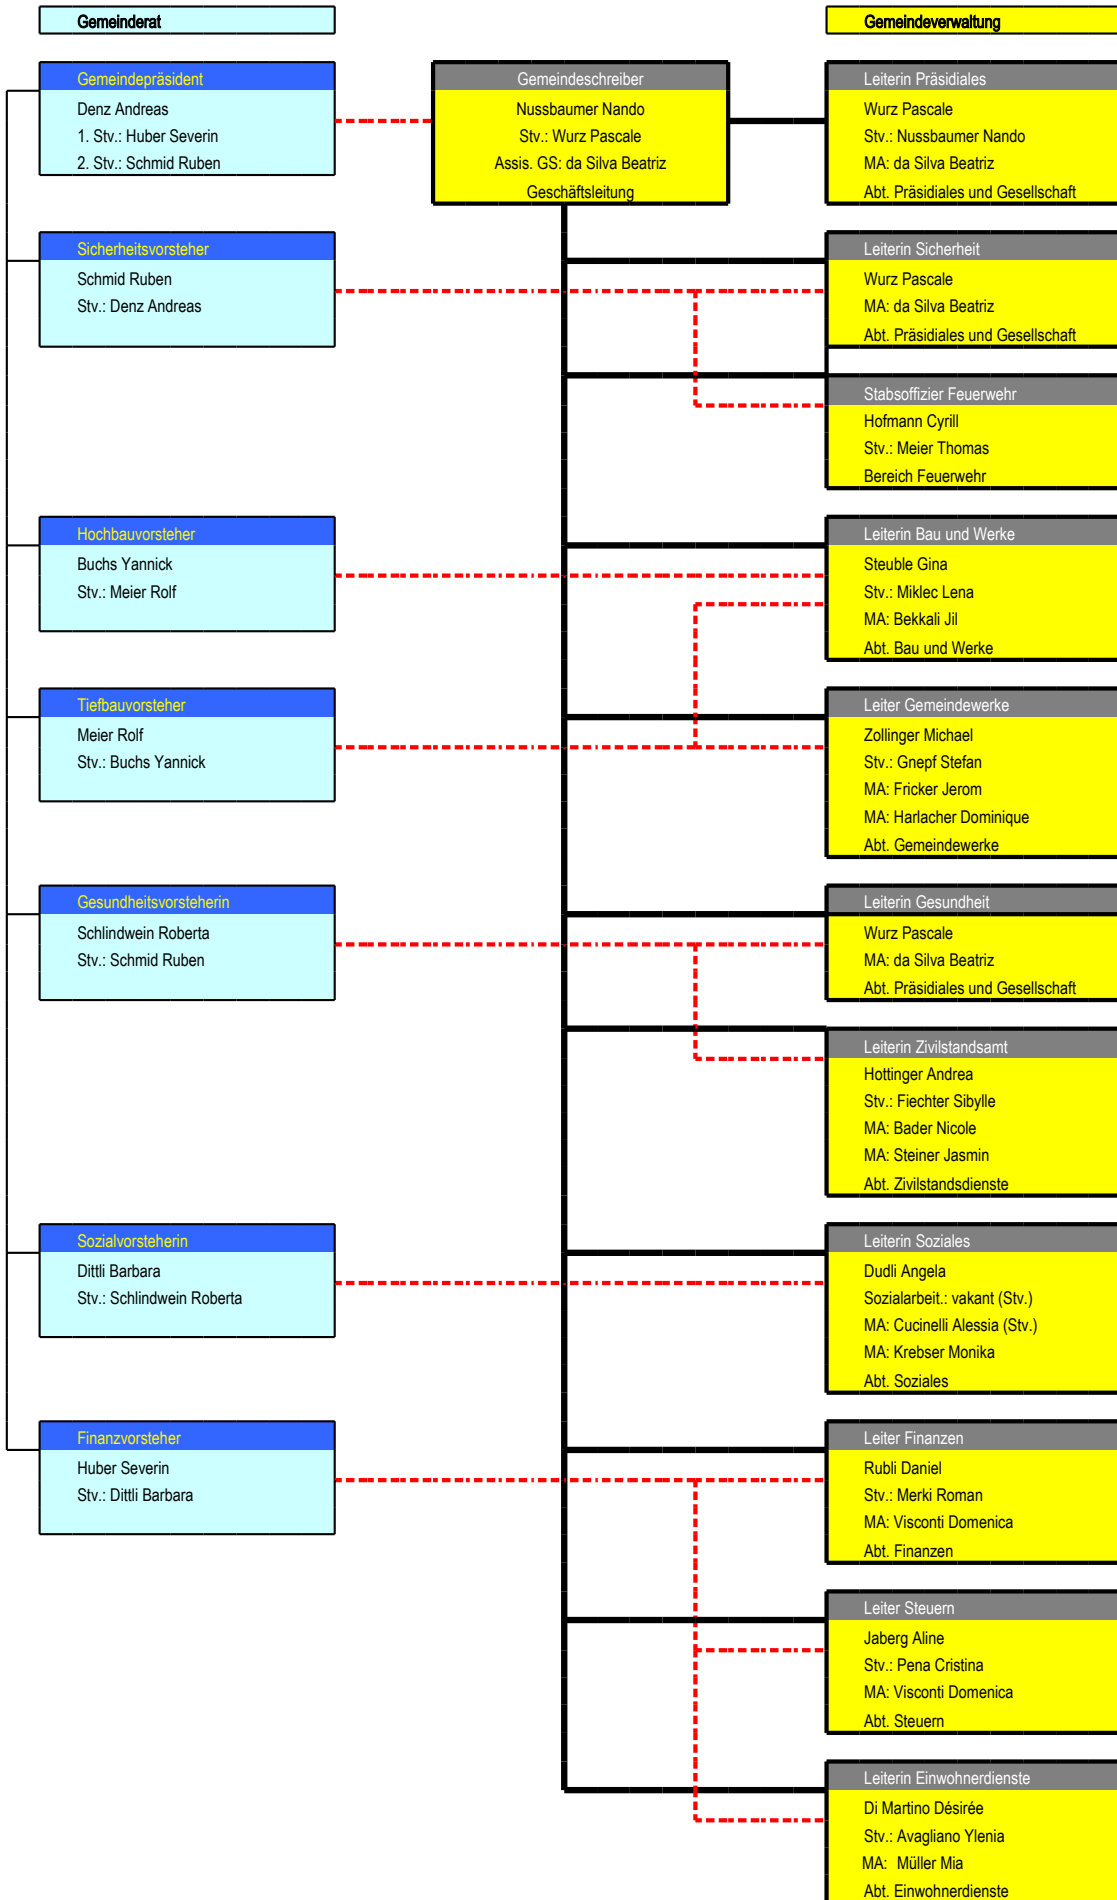 Gemeinderat
Gemeindeverwaltung
Gemeindepräsident
Denz Andreas
1. Stv.: Huber Severin
2. Stv.: Schmid Ruben
Gemeindeschreiber
Nussbaumer Nando
Stv.: Wurz Pascale
Assis. GS: da Silva Beatriz
Geschäftsleitung
Leiterin Präsidiales
Wurz Pascale
Stv.: Nussbaumer Nando
MA: da Silva Beatriz
Abt. Präsidiales und Gesellschaft
Sicherheitsvorsteher
Schmid Ruben
Stv.: Denz Andreas
Leiterin Sicherheit
Wurz Pascale
MA: da Silva Beatriz
Abt. Präsidiales und Gesellschaft
Stabsoffizier Feuerwehr
Hofmann Cyrill
Stv.: Meier Thomas
Bereich Feuerwehr
Hochbauvorsteher
Buchs Yannick
Stv.: Meier Rolf
Leiterin Bau und Werke
Steuble Gina
Stv.: Miklec Lena
MA: Bekkali Jil
Abt. Bau und Werke
Tiefbauvorsteher
Meier Rolf
Stv.: Buchs Yannick
Leiter Gemeindewerke
Zollinger Michael
Stv.: Gnepf Stefan
MA: Fricker Jerom
MA: Harlacher Dominique
Abt. Gemeindewerke
Gesundheitsvorsteherin
Schlindwein Roberta
Stv.: Schmid Ruben
Leiterin Gesundheit
Wurz Pascale
MA: da Silva Beatriz
Abt. Präsidiales und Gesellschaft
Leiterin Zivilstandsamt
Hottinger Andrea
Stv.: Fiechter Sibylle
MA: Bader Nicole
MA: Steiner Jasmin
Abt. Zivilstandsdienste
Sozialvorsteherin
Dittli Barbara
Stv.: Schlindwein Roberta
Leiterin Soziales
Dudli Angela
Sozialarbeit.: vakant (Stv.)
MA: Cucinelli Alessia (Stv.)
MA: Krebser Monika
Abt. Soziales
Finanzvorsteher
Huber Severin
Stv.: Dittli Barbara
Leiter Finanzen
Rubli Daniel
Stv.: Merki Roman
MA: Visconti Domenica
Abt. Finanzen
Leiter Steuern
Jaberg Aline
Stv.: Pena Cristina
MA: Visconti Domenica
Abt. Steuern
Leiterin Einwohnerdienste
Di Martino Désirée
Stv.: Avagliano Ylenia
MA: Müller Mia
Abt. Einwohnerdienste